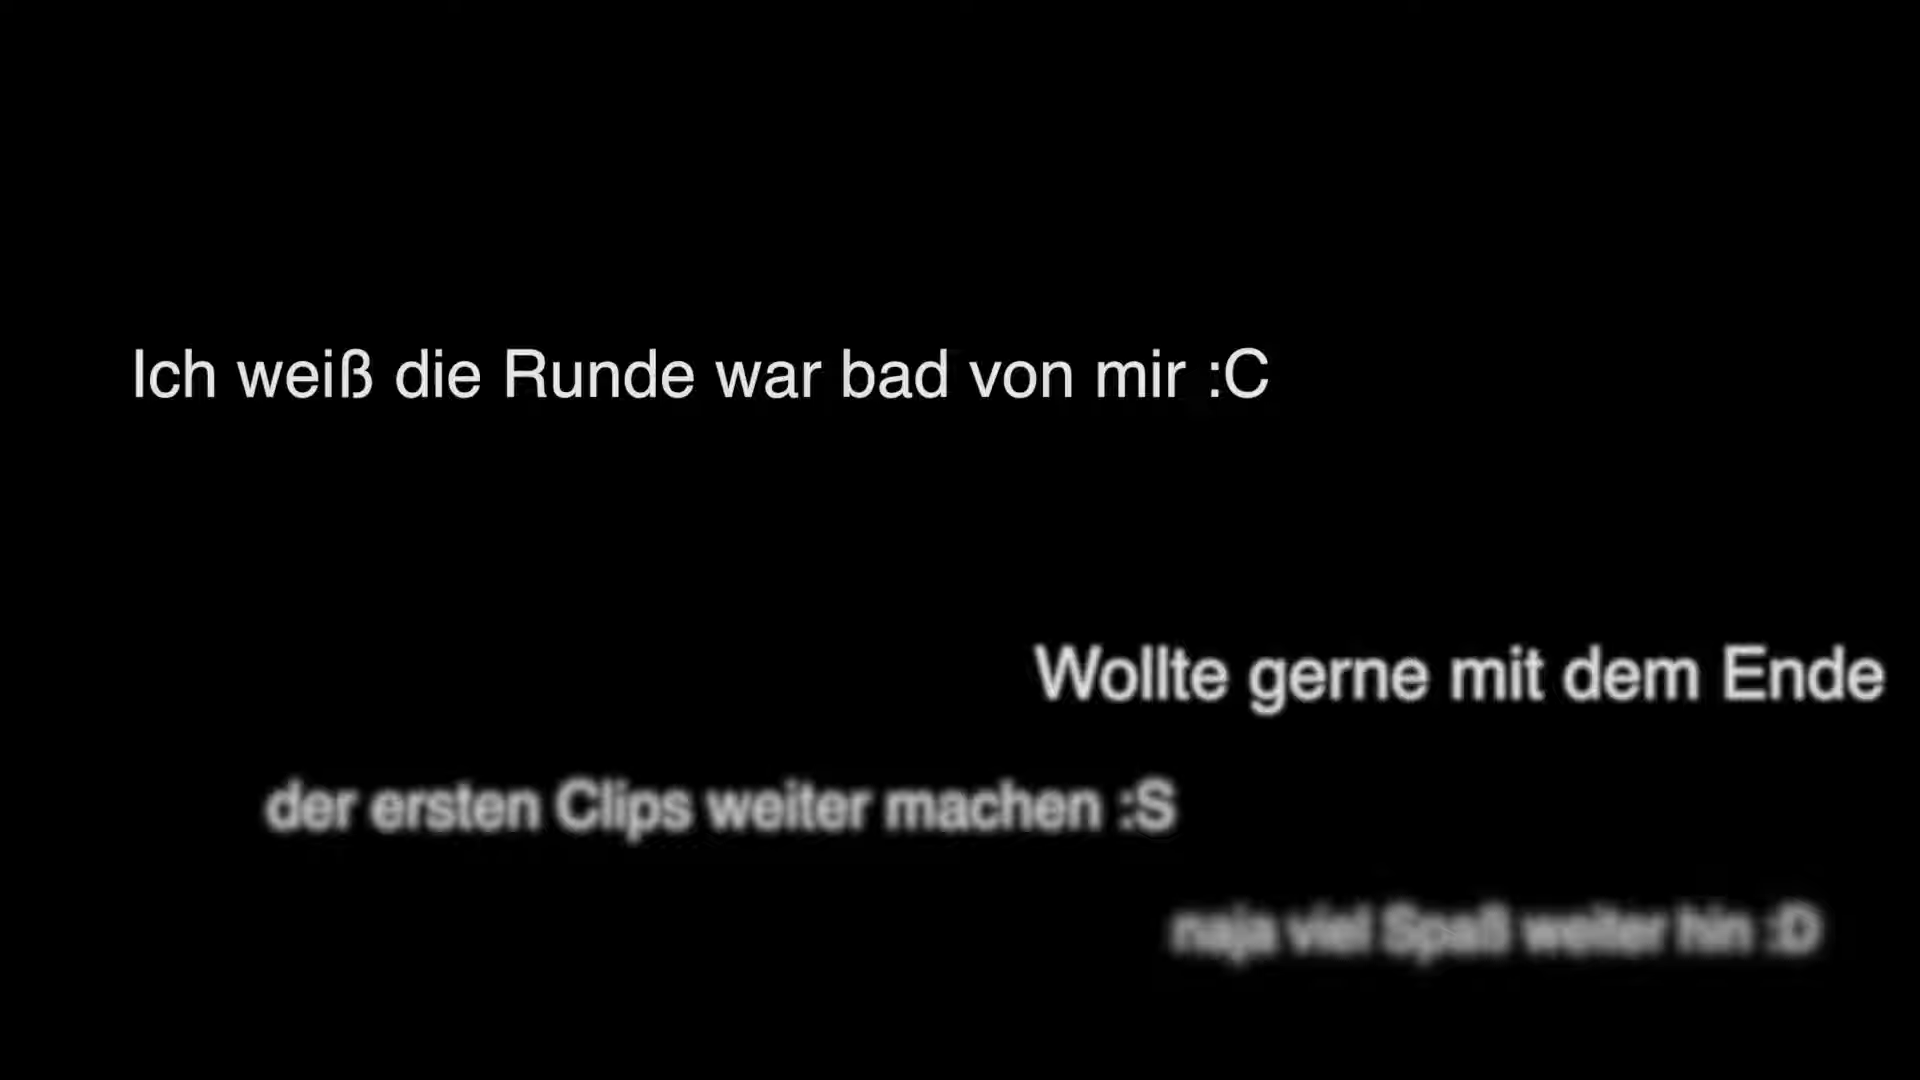 Ich weiß die Runde war bad von mir :C
Wollte gerne mit dem Ende
der ersten Clips weiter machen :S
naja viel Spaß weiter hin :D